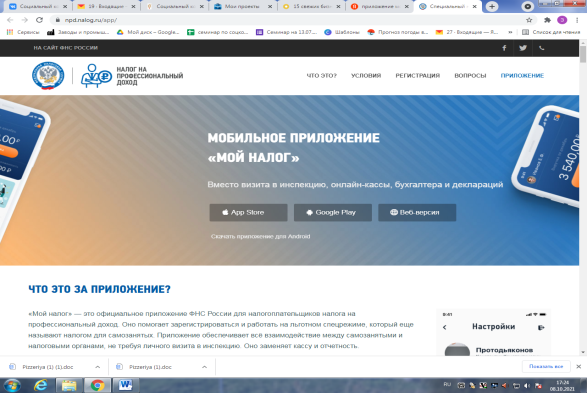 Социальный к
19 - Входящие
Социальный к
Мои проекты
15 свежих биз
приложение н
Специальный
npd.nalog.ru/app/
Сервисы
Заводы и промыш...
Мой диск – Google...
семинар по социо...
Семинар на 13.07...
Шаблоны
Прогноз погоды в...
27 · Входящие — Я...
Список для чтения
НА САЙТ ФНС РОССИИ
НАЛОГ НА
ПРОФЕССИОНАЛЬНЫЙ
ДОХОД
ЧТО ЭТО? УСЛОВИЯ РЕГИСТРАЦИЯ ВОПРОСЫ ПРИЛОЖЕНИЕ
МОБИЛЬНОЕ ПРИЛОЖЕНИЕ
«МОЙ НАЛОГ»
Вместо визита в инспекцию, онлайн-кассы, бухгалтера и деклараций
App Store
Google Play
Веб-версия
Скачать приложение для Android
3 540,00
ЧТО ЭТО ЗА ПРИЛОЖЕНИЕ?
«Мой налог» — это официальное приложение ФНС России для налогоплательщиков налога на
профессиональный доход. Оно помогает зарегистрироваться и работать на льготном спецрежиме, который еще
называют налогом для самозанятых. Приложение обеспечивает все взаимодействие между самозанятыми и
налоговыми органами, не требуя личного визита в инспекцию. Оно заменяет кассу и отчетность.
9:41
Настройки
Протодьяконов
Pizzeriya (1) (1).doc
Pizzeriya (1).doc
Показать все
RU
17:24
06.10.2021